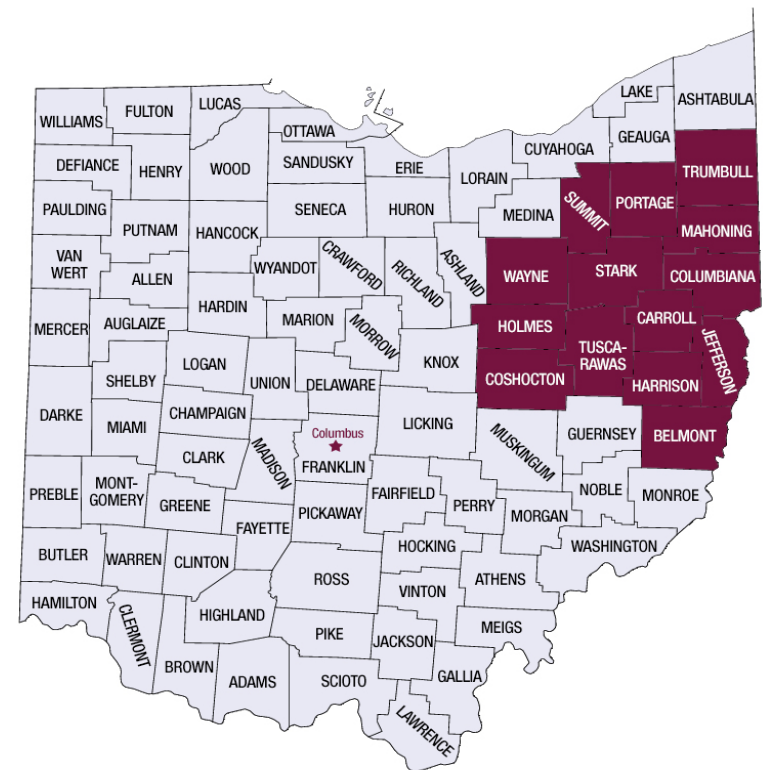 LAKE
ASHTABULA
WILLIAMS
FULTON
LUCAS
OTTAWA
CUYAHOGA
GEAUGA
DEFIANCE
HENRY
WOOD
SANDUSKY
ERIE
LORAIN
TRUMBULL
PAULDING
PUTNAM
HANCOCK
SENECA
HURON
MEDINA
SUMMIT
PORTAGE
MAHONING
VAN
WERT
ALLEN
WYANDOT
CRAWFORD
RICHLAND
ASHLAND
WAYNE
STARK
COLUMBIANA
MERCER
AUGLAIZE
HARDIN
MARION
MORROW
HOLMES
CARROLL
JEFFERSON
LOGAN
UNION
DELAWARE
KNOX
COSHOCTON
TUSCA-
RAWAS
HARRISON
SHELBY
DARKE
MIAMI
CHAMPAIGN
LICKING
MUSKINGUM
GUERNSEY
BELMONT
CLARK
MADISON
Columbus
FRANKLIN
PREBLE
MONT-
GOMERY
GREENE
FAYETTE
PICKAWAY
FAIRFIELD
PERRY
MORGAN
NOBLE
MONROE
BUTLER
WARREN
CLINTON
ROSS
HOCKING
ATHENS
WASHINGTON
VINTON
HAMILTON
CLERMONT
HIGHLAND
PIKE
JACKSON
MEIGS
BROWN
ADAMS
SCIOTO
GALLIA
LAWRENCE